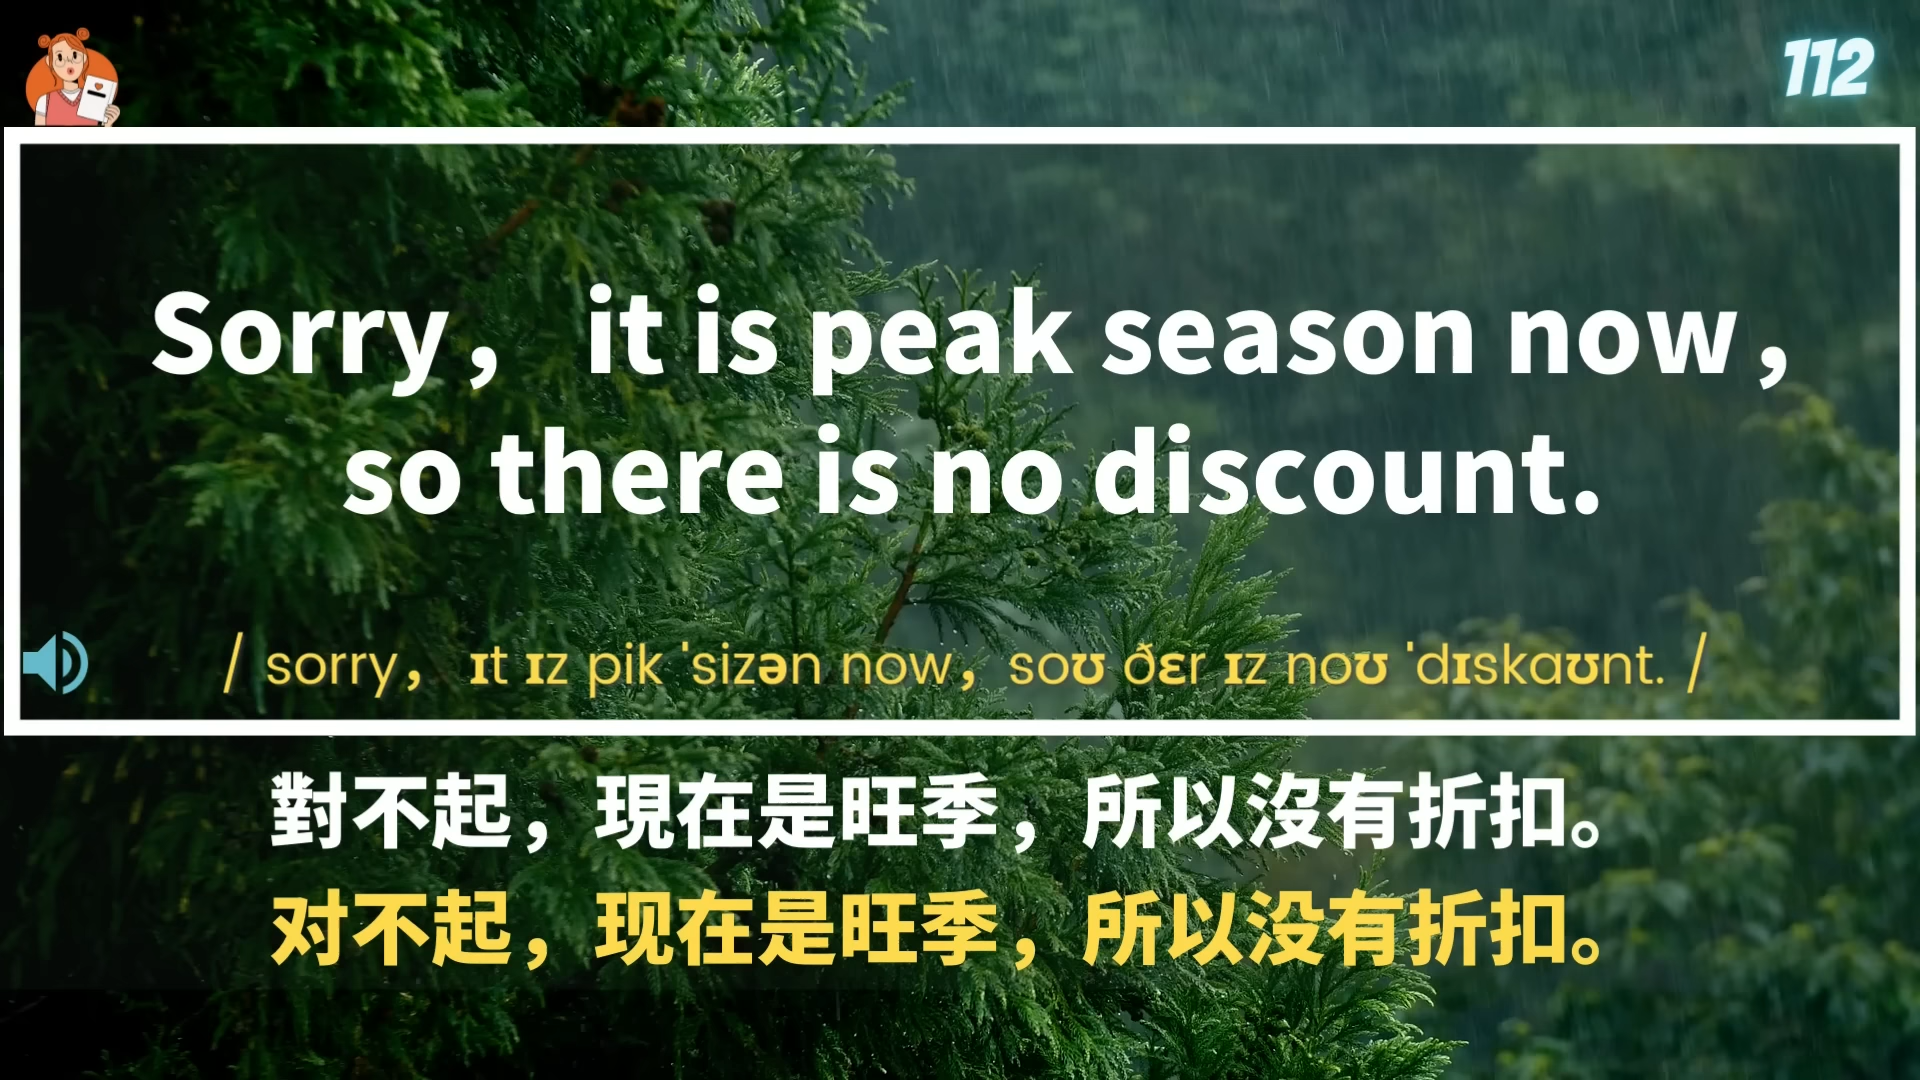 112
Sorry， it is peak season now，
so there is no discount.
/ sorry，ɪt ɪz pik ˈsizən now，soʊ ðɛr ɪz noʊ ˈdɪskaʊnt. /
對不起，現在是旺季，所以沒有折扣。
对不起，现在是旺季，所以没有折扣。